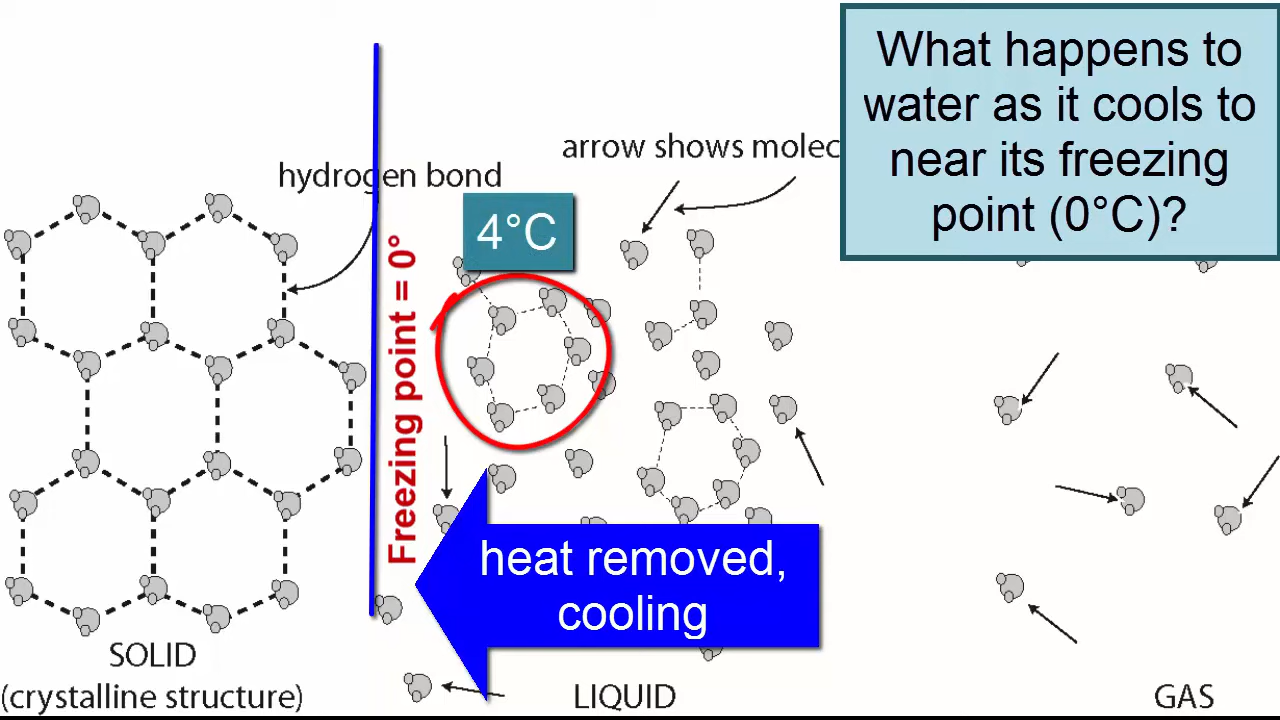 What happens to
water as it cools to
near its freezing
point (0°C)?
arrow shows molec
hydrogen bond
4°C
Freezing point = 0°
heat removed,
cooling
SOLID
(crystalline structure)
LIQUID
GAS